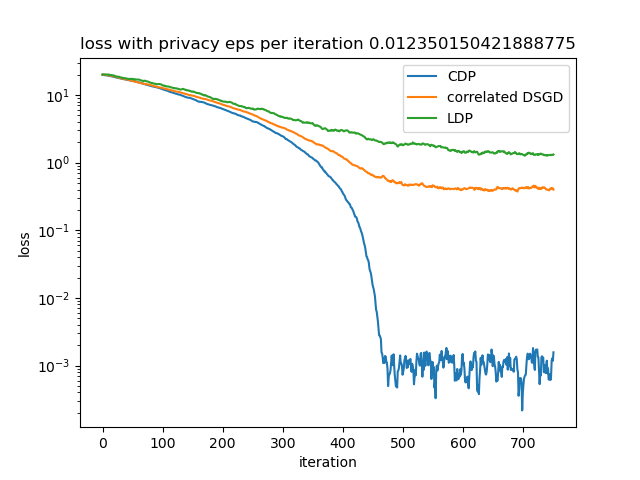 loss with privacy eps per iteration 0.012350150421888775
CDP
correlated DSGD
LDP
10¹
10⁰
10⁻¹
10⁻²
10⁻³
loss
0 100 200 300 400 500 600 700
iteration